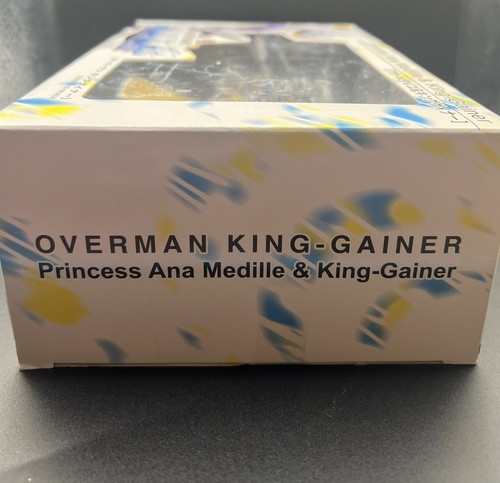 OVERMAN KING-GAINER
Princess Ana Medille & King-Gainer